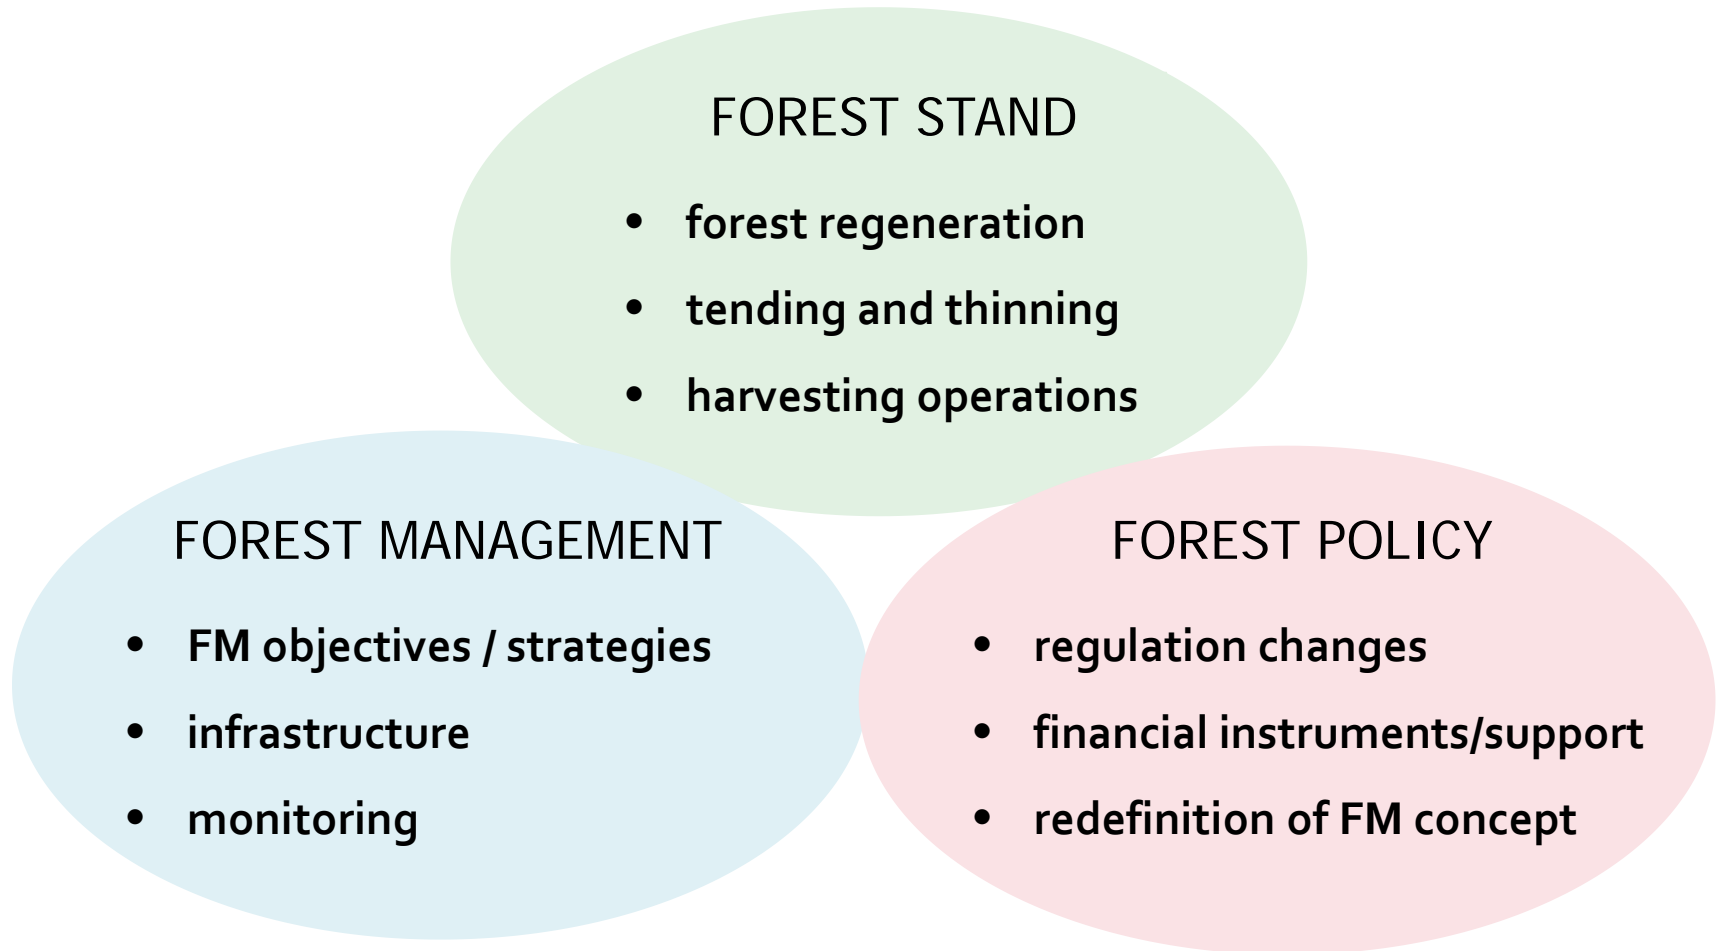 FOREST STAND
• forest regeneration
• tending and thinning
• harvesting operations
FOREST MANAGEMENT
• FM objectives / strategies
• infrastructure
• monitoring
FOREST POLICY
• regulation changes
• financial instruments/support
• redefinition of FM concept